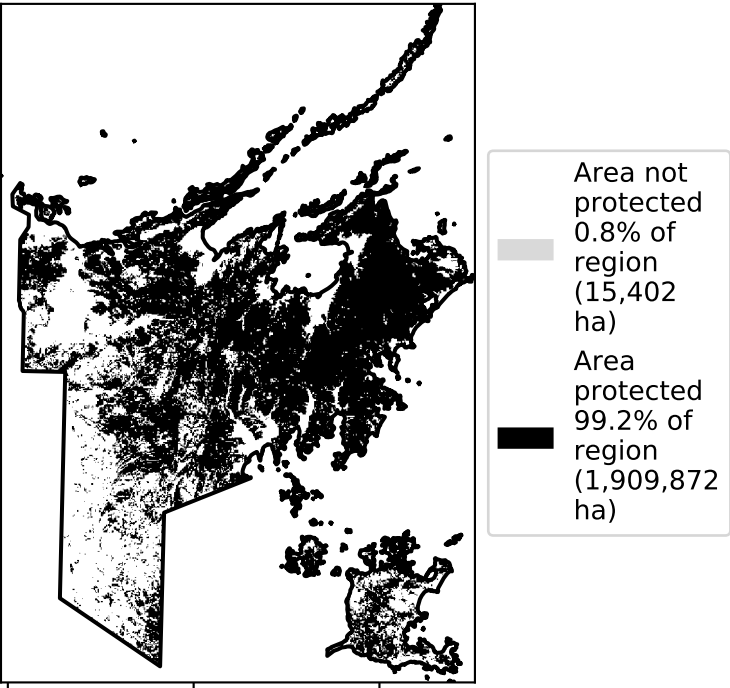 Area not
protected
0.8% of
region
(15,402
ha)
Area
protected
99.2% of
region
(1,909,872
ha)